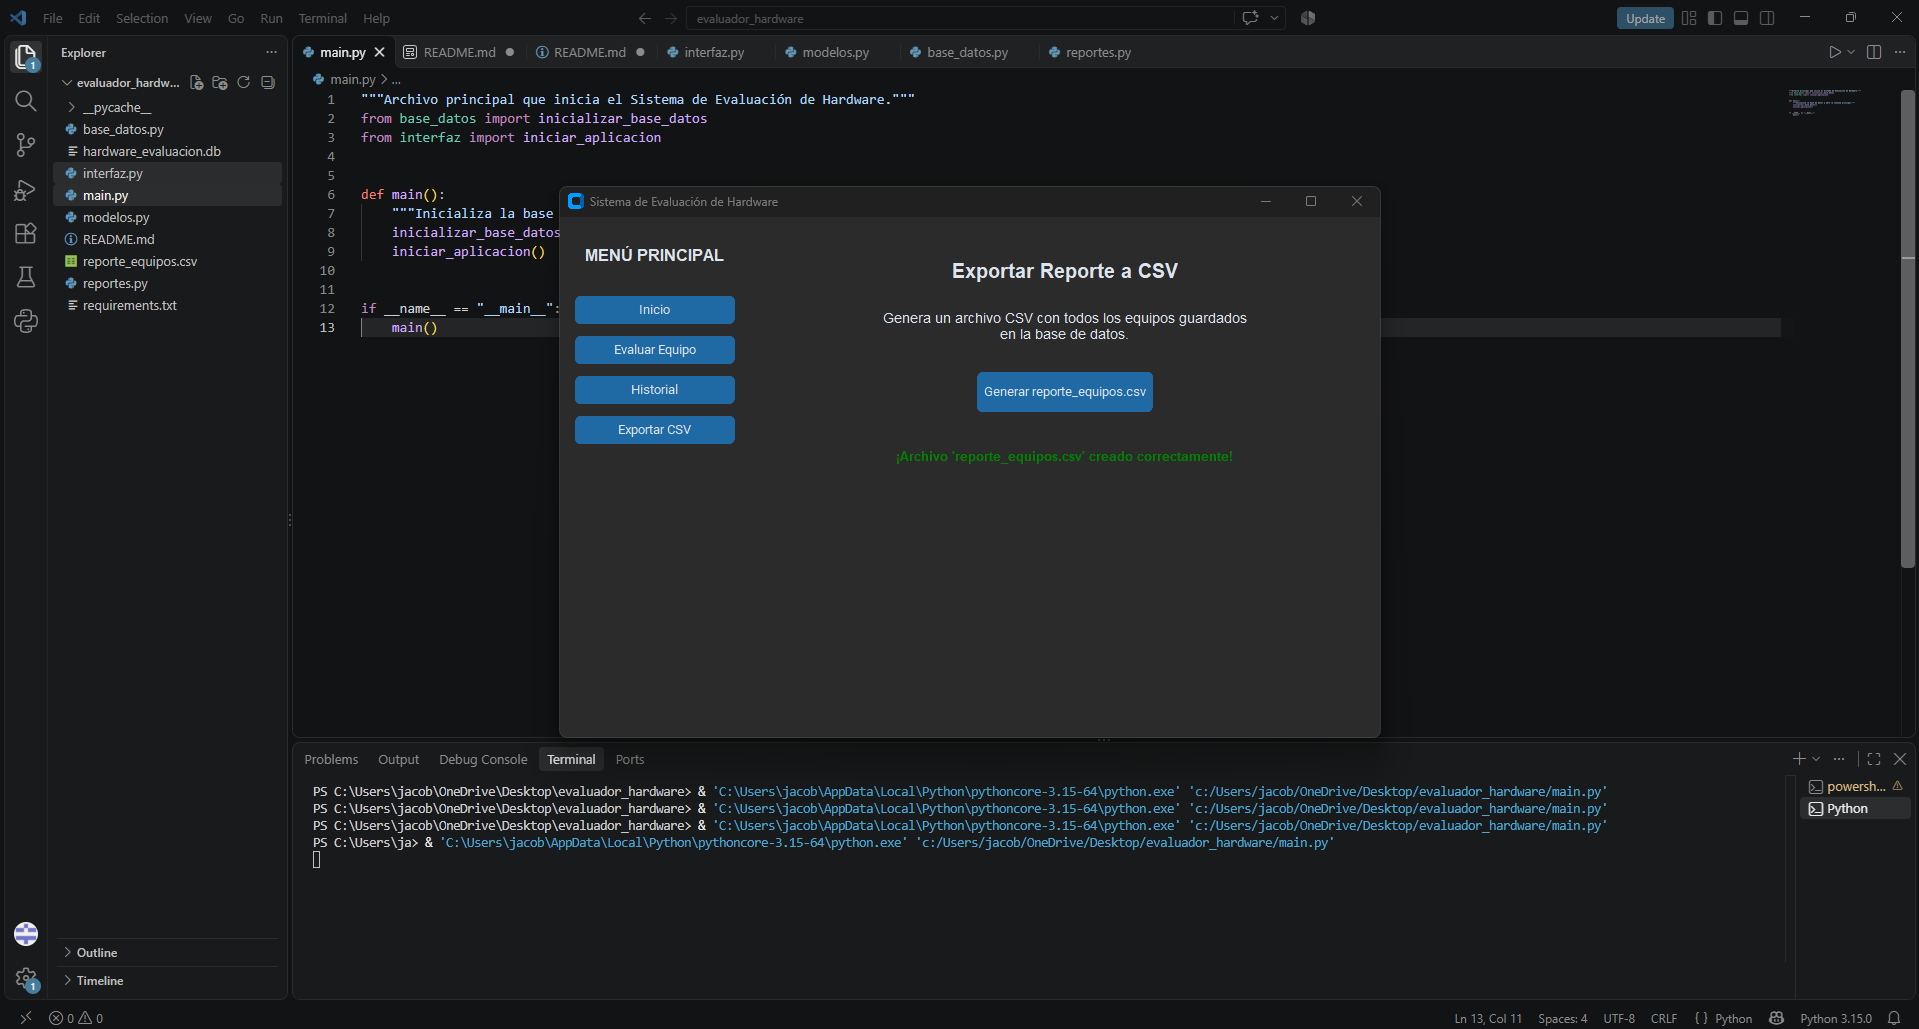 File Edit Selection View Go Run Terminal Help
evaluador_hardware
Update
Explorer
main.py README.md README.md interfaz.py modelos.py base_datos.py reportes.py
evaluador_hardw...
__pycache__
base_datos.py
hardware_evaluacion.db
interfaz.py
main.py
modelos.py
README.md
reporte_equipos.csv
reportes.py
requirements.txt
main.py > ...
1 """Archivo principal que inicia el Sistema de Evaluación de Hardware."""
2 from base_datos import inicializar_base_datos
3 from interfaz import iniciar_aplicacion
4
5
6 def main():
7 """Inicializa la base
8 inicializar_base_datos
9 iniciar_aplicacion()
10
11
12 if __name__ == "__main__":
13 main()
Sistema de Evaluación de Hardware
MENÚ PRINCIPAL
Inicio
Evaluar Equipo
Historial
Exportar CSV
Exportar Reporte a CSV
Genera un archivo CSV con todos los equipos guardados
en la base de datos.
Generar reporte_equipos.csv
¡Archivo 'reporte_equipos.csv' creado correctamente!
Problems Output Debug Console Terminal Ports
PS C:\Users\jacob\OneDrive\Desktop\evaluador_hardware> & 'C:\Users\jacob\AppData\Local\Python\pythoncore-3.15-64\python.exe' 'c:/Users/jacob/OneDrive/Desktop/evaluador_hardware/main.py'
PS C:\Users\jacob\OneDrive\Desktop\evaluador_hardware> & 'C:\Users\jacob\AppData\Local\Python\pythoncore-3.15-64\python.exe' 'c:/Users/jacob/OneDrive/Desktop/evaluador_hardware/main.py'
PS C:\Users\jacob\OneDrive\Desktop\evaluador_hardware> & 'C:\Users\jacob\AppData\Local\Python\pythoncore-3.15-64\python.exe' 'c:/Users/jacob/OneDrive/Desktop/evaluador_hardware/main.py'
PS C:\Users\ja> & 'C:\Users\jacob\AppData\Local\Python\pythoncore-3.15-64\python.exe' 'c:/Users/jacob/OneDrive/Desktop/evaluador_hardware/main.py'
powersh...
Python
Outline
Timeline
1
1
0 0
Ln 13, Col 11 Spaces: 4 UTF-8 CRLF { } Python Python 3.15.0